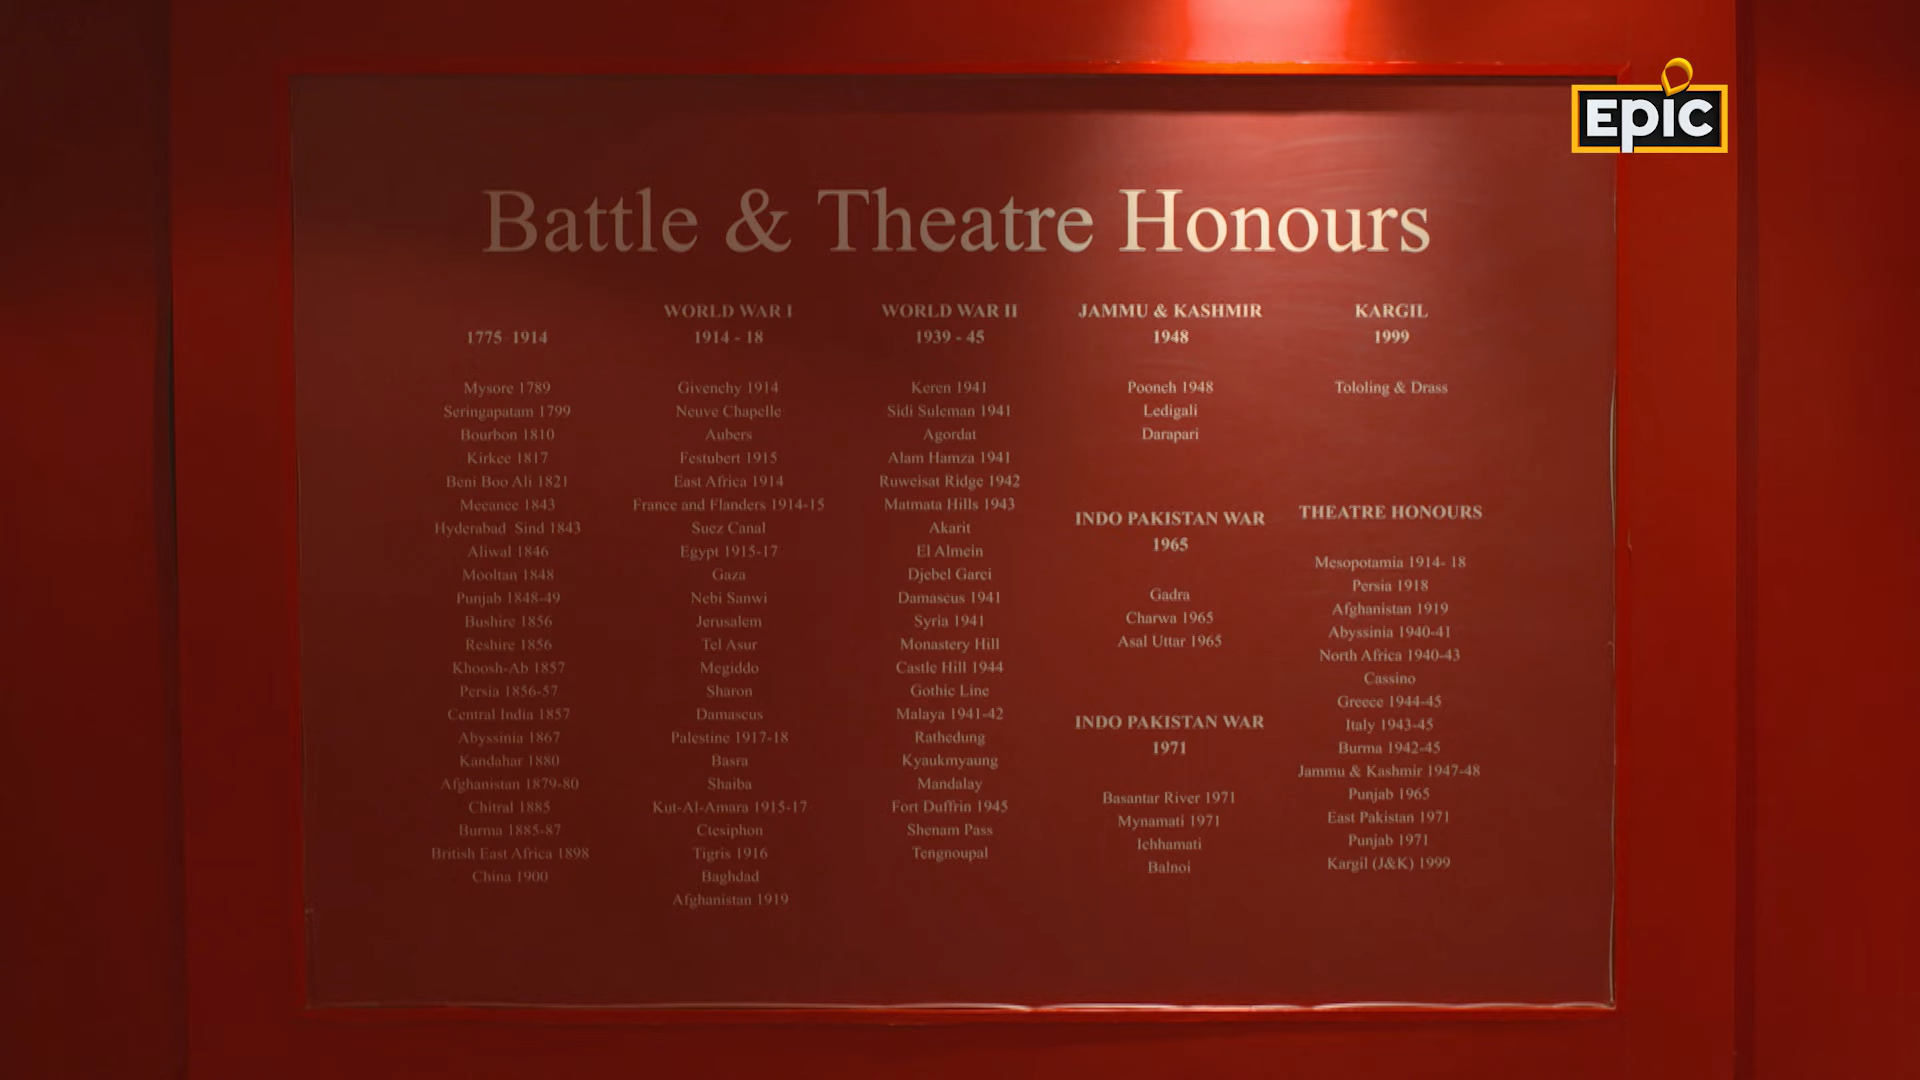 EPIC
Battle & Theatre Honours
1775 1914
Mysore 1789
Seringapatam 1799
Bourbon 1810
Kirkee 1817
Beni Boo Ali 1821
Meeanee 1843
Hyderabad Sind 1843
Aliwal 1846
Mooltan 1848
Punjab 1848-49
Bushire 1856
Reshire 1856
Khoosh-Ab 1857
Persia 1856-57
Central India 1857
Abyssinia 1867
Kandahar 1880
Afghanistan 1879-80
Chitral 1885
Burma 1885-87
British East Africa 1898
China 1900
WORLD WAR I
1914 - 18
Givenchy 1914
Neuve Chapelle
Aubers
Festubert 1915
East Africa 1914
France and Flanders 1914-15
Suez Canal
Egypt 1915-17
Gaza
Nebi Sanwi
Jerusalem
Tel Asur
Megiddo
Sharon
Damascus
Palestine 1917-18
Basra
Shaiba
Kut-Al-Amara 1915-17
Ctesiphon
Tigris 1916
Baghdad
Afghanistan 1919
WORLD WAR II
1939 - 45
Keren 1941
Sidi Suleman 1941
Agordat
Alam Hamza 1941
Ruweisat Ridge 1942
Matmata Hills 1943
Akarit
El Almein
Djebel Garci
Damascus 1941
Syria 1941
Monastery Hill
Castle Hill 1944
Gothic Line
Malaya 1941-42
Rathedung
Kyaukmyaung
Mandalay
Fort Duffrin 1945
Shenam Pass
Tengnoupal
JAMMU & KASHMIR
1948
Poonch 1948
Ledigali
Darapari
INDO PAKISTAN WAR
1965
Gadra
Charwa 1965
Asal Uttar 1965
INDO PAKISTAN WAR
1971
Basantar River 1971
Mynamati 1971
Ichhamati
Balnoi
KARGIL
1999
Tololing & Drass
THEATRE HONOURS
Mesopotamia 1914- 18
Persia 1918
Afghanistan 1919
Abyssinia 1940-41
North Africa 1940-43
Cassino
Greece 1944-45
Italy 1943-45
Burma 1942-45
Jammu & Kashmir 1947-48
Punjab 1965
East Pakistan 1971
Punjab 1971
Kargil (J&K) 1999